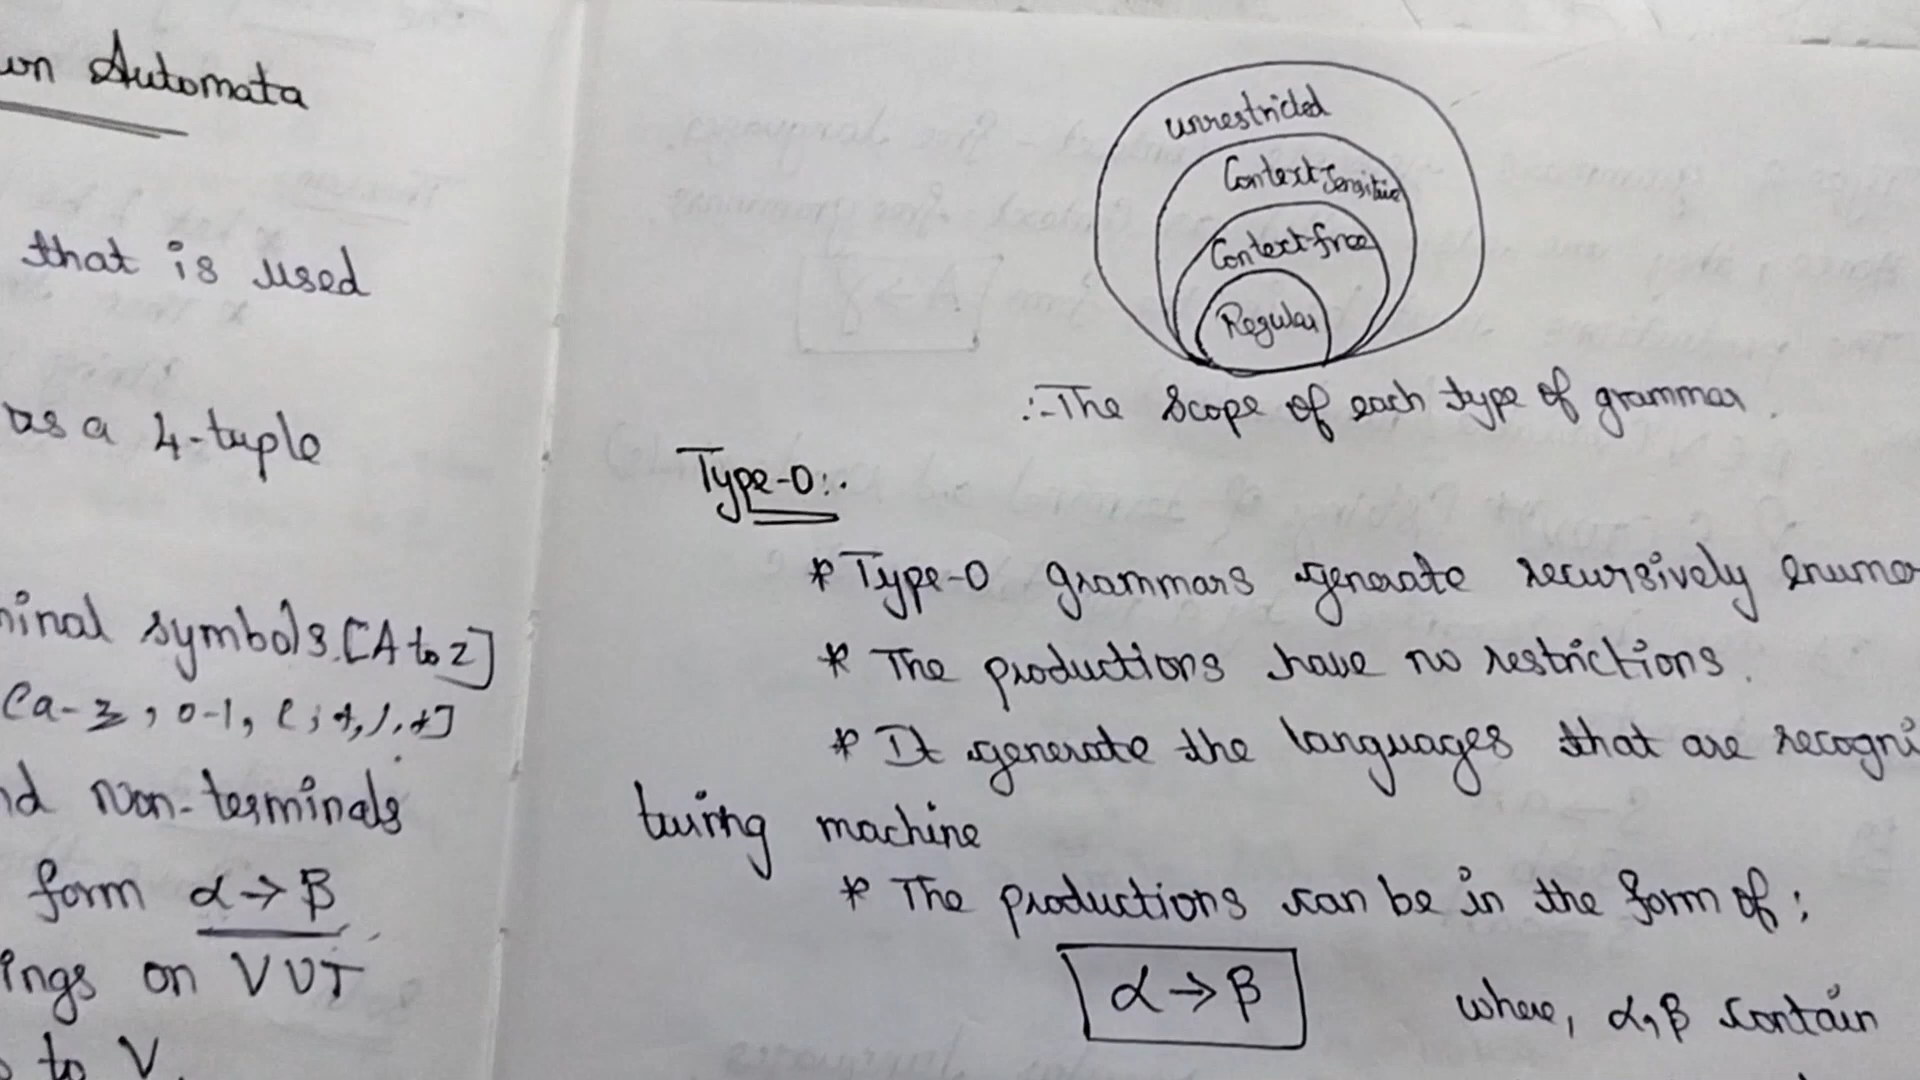 Automata
that is used
as a 4-tuple
symbols.[A to Z]
non-terminals
form α→β
on VUT
to V.
unrestricted
Context Sensitive
Context free
Regular
∴ The Scope of each type of grammar.
Type-0:-
* Type-0 grammars generate recursively enume
* The productions have no restrictions.
* It generate the languages that are recogni
turing machine
* The productions can be in the form of;
α→β
where, α,β contain